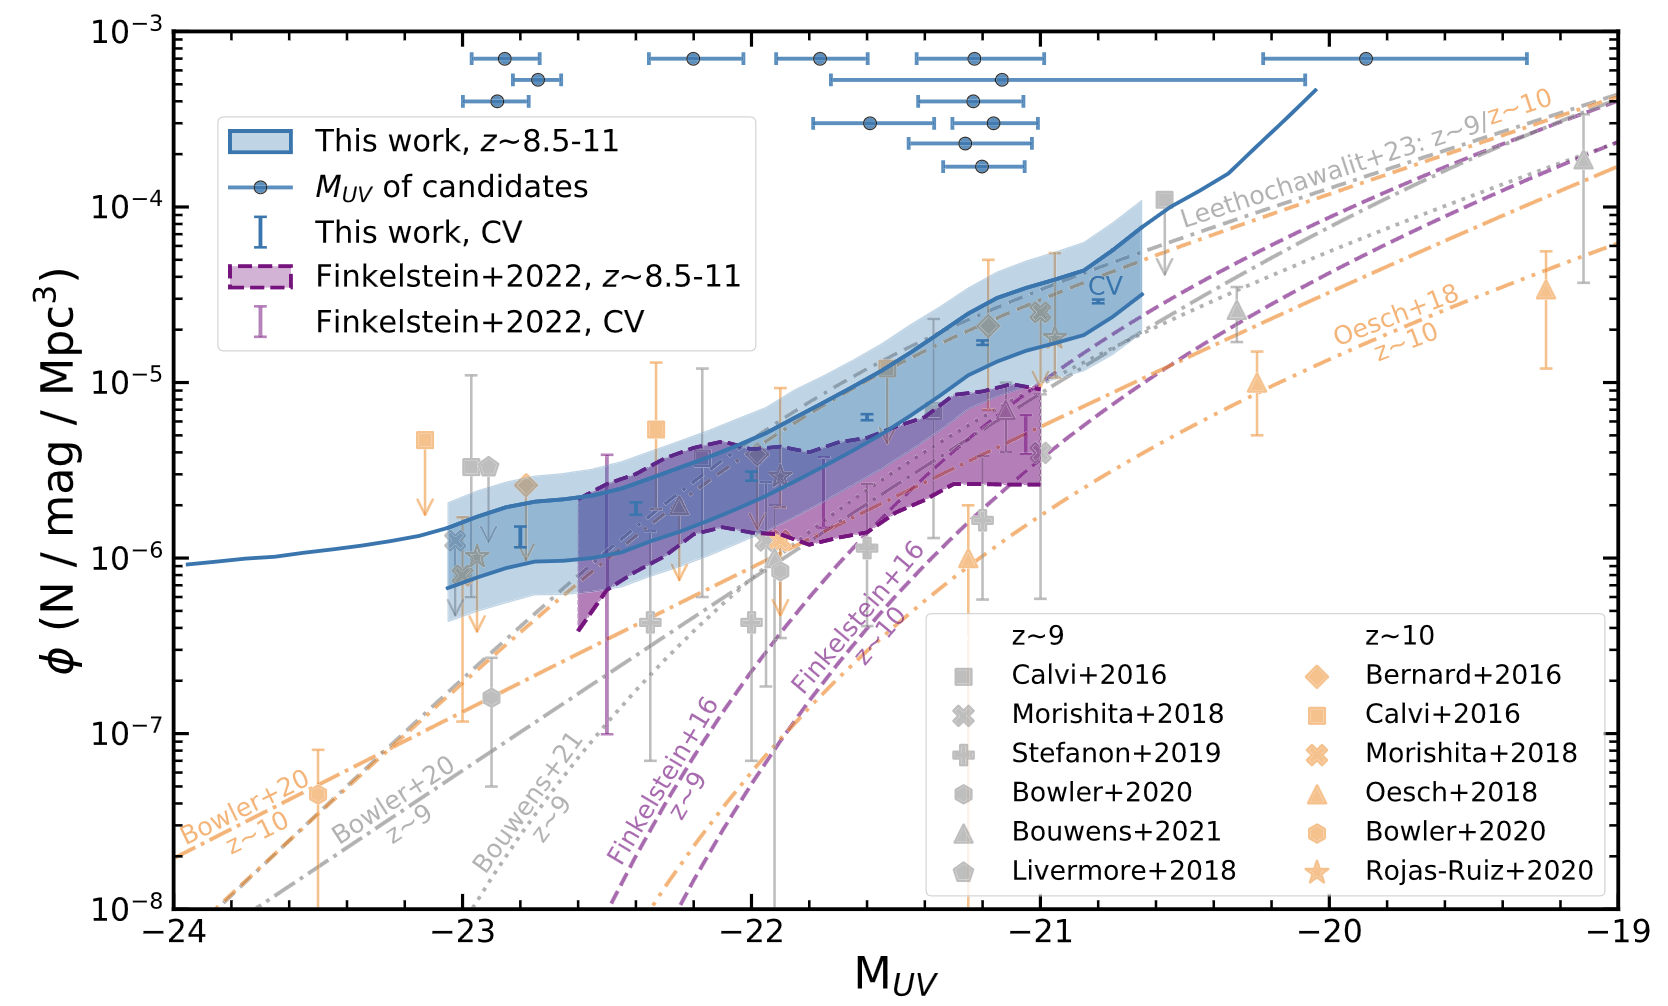 10⁻³
10⁻⁴
10⁻⁵
10⁻⁶
10⁻⁷
10⁻⁸
ϕ (N / mag / Mpc³)
This work, z~8.5-11
M_UV of candidates
This work, CV
Finkelstein+2022, z~8.5-11
Finkelstein+2022, CV
Leethochawalit+23: z~9/z~10
CV
Oesch+18
z~10
Finkelstein+16
z~10
Finkelstein+16
z~9
Bouwens+21
z~9
Bowler+20
z~9
Bowler+20
z~10
z~9
Calvi+2016
Morishita+2018
Stefanon+2019
Bowler+2020
Bouwens+2021
Livermore+2018
z~10
Bernard+2016
Calvi+2016
Morishita+2018
Oesch+2018
Bowler+2020
Rojas-Ruiz+2020
−24
−23
−22
−21
−20
−19
M_UV